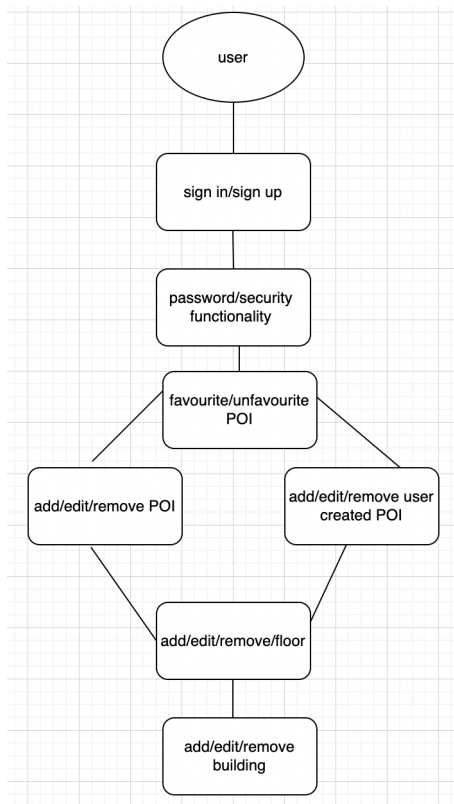 user
sign in/sign up
password/security
functionality
favourite/unfavourite
POI
add/edit/remove POI
add/edit/remove user
created POI
add/edit/remove/floor
add/edit/remove
building